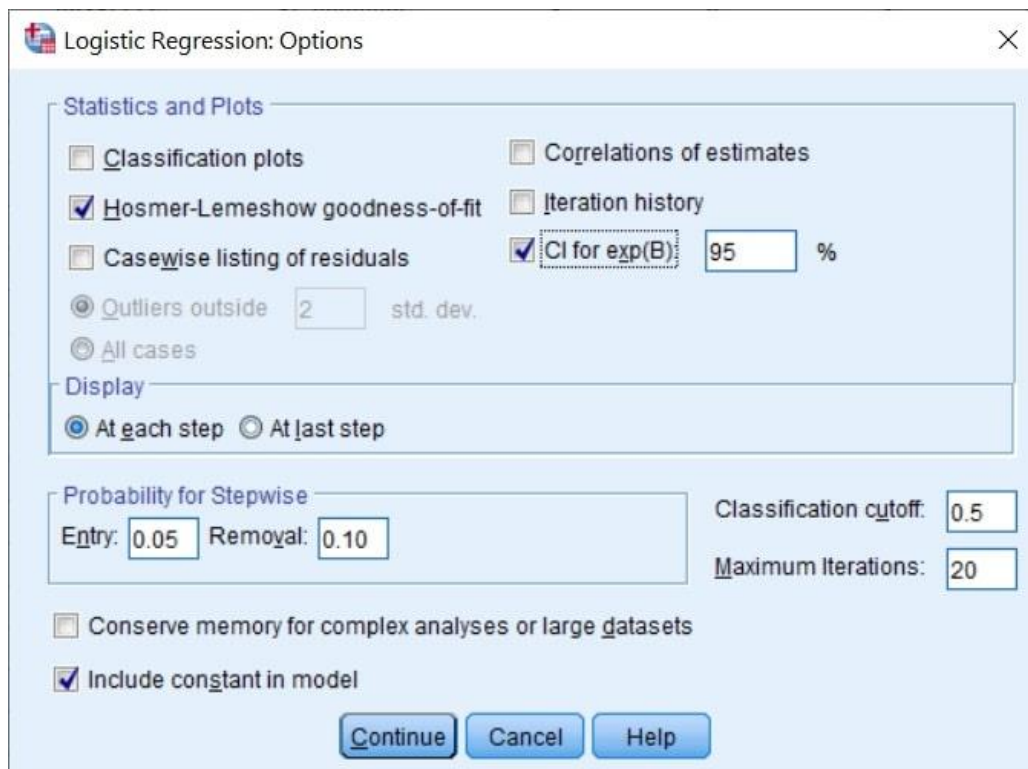 Logistic Regression: Options
Statistics and Plots
Classification plots
Correlations of estimates
Hosmer-Lemeshow goodness-of-fit
Iteration history
Casewise listing of residuals
CI for exp(B): 95 %
Outliers outside 2 std. dev.
All cases
Display
At each step At last step
Probability for Stepwise
Entry: 0.05 Removal: 0.10
Classification cutoff: 0.5
Maximum Iterations: 20
Conserve memory for complex analyses or large datasets
Include constant in model
Continue Cancel Help